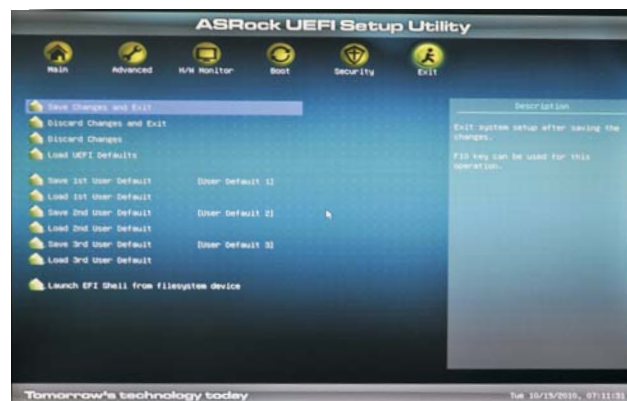 ASRock UEFI Setup Utility
Main Advanced H/W Monitor Boot Security Exit
Save Changes and Exit
Discard Changes and Exit
Discard Changes
Load UEFI Defaults
Save 1st User Default [User Default 1]
Load 1st User Default
Save 2nd User Default [User Default 2]
Load 2nd User Default
Save 3rd User Default [User Default 3]
Load 3rd User Default
Launch EFI Shell from filesystem device
Description
Exit system setup after saving the
changes.
F10 key can be used for this
operation.
Tomorrow's technology today
Tue 10/19/2010, 07:11:31